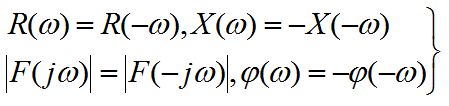 R(ω) = R(−ω), X(ω) = −X(−ω)
|F(jω)| = |F(−jω)|, φ(ω) = −φ(−ω) }